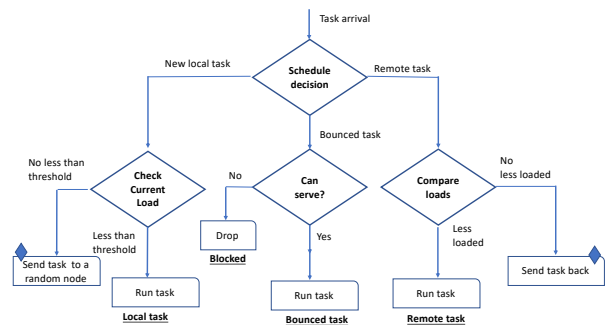 Task arrival
New local task
Schedule
decision
Remote task
Bounced task
No less than
threshold
Check
Current
Load
No
Can
serve?
Compare
loads
No
less loaded
Less than
threshold
Drop
Blocked
Yes
Less
loaded
Send task to a
random node
Run task
Local task
Run task
Bounced task
Run task
Remote task
Send task back